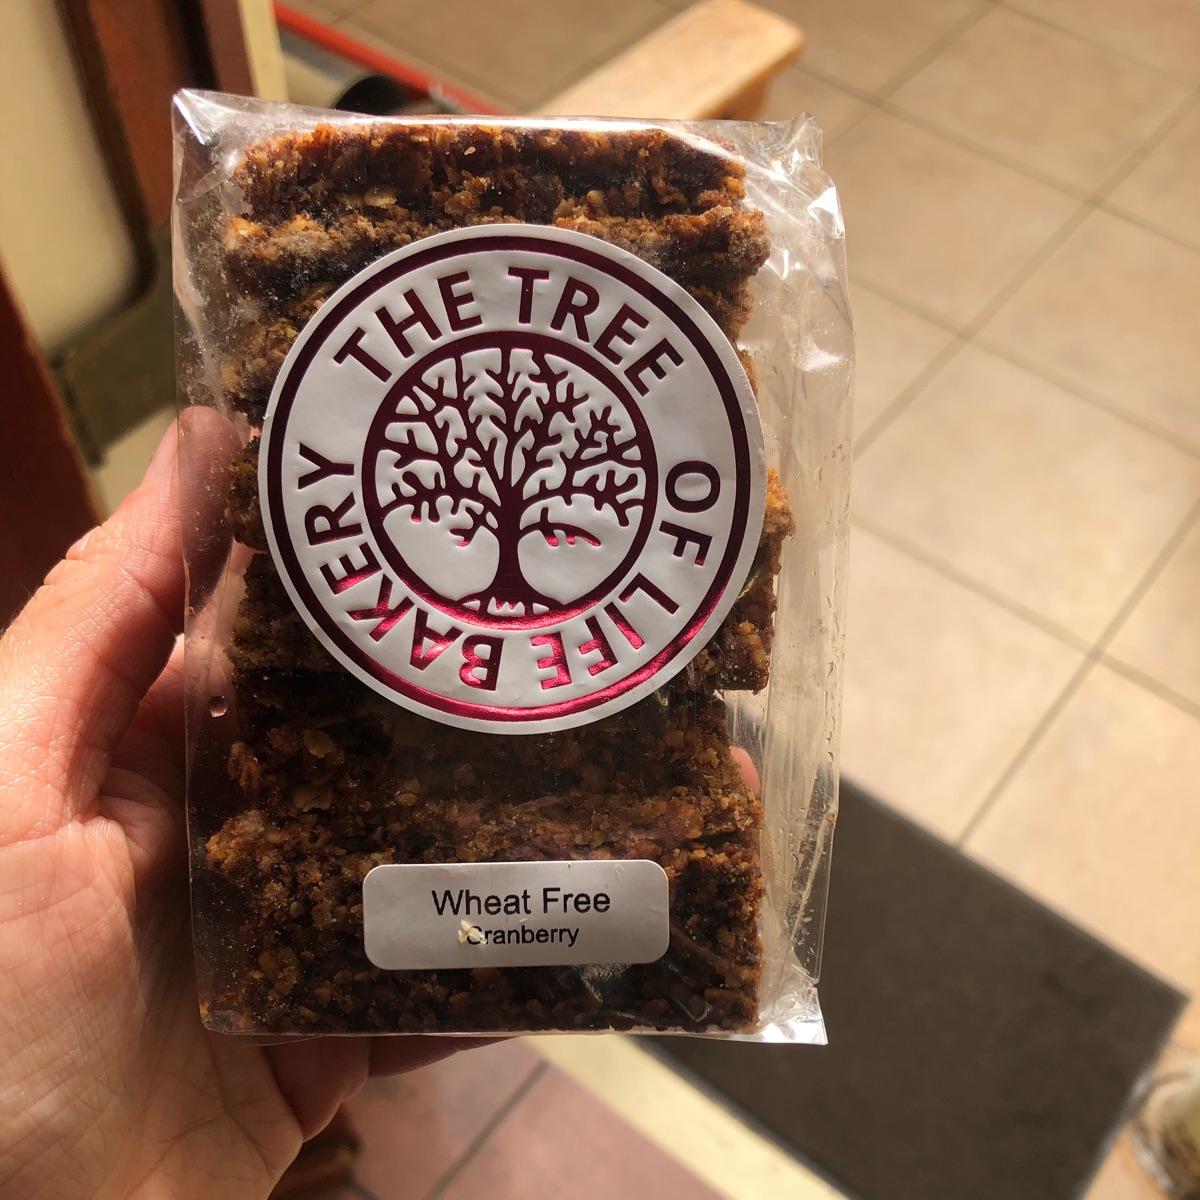 THE TREE OF LIFE BAKERY
Wheat Free
Cranberry